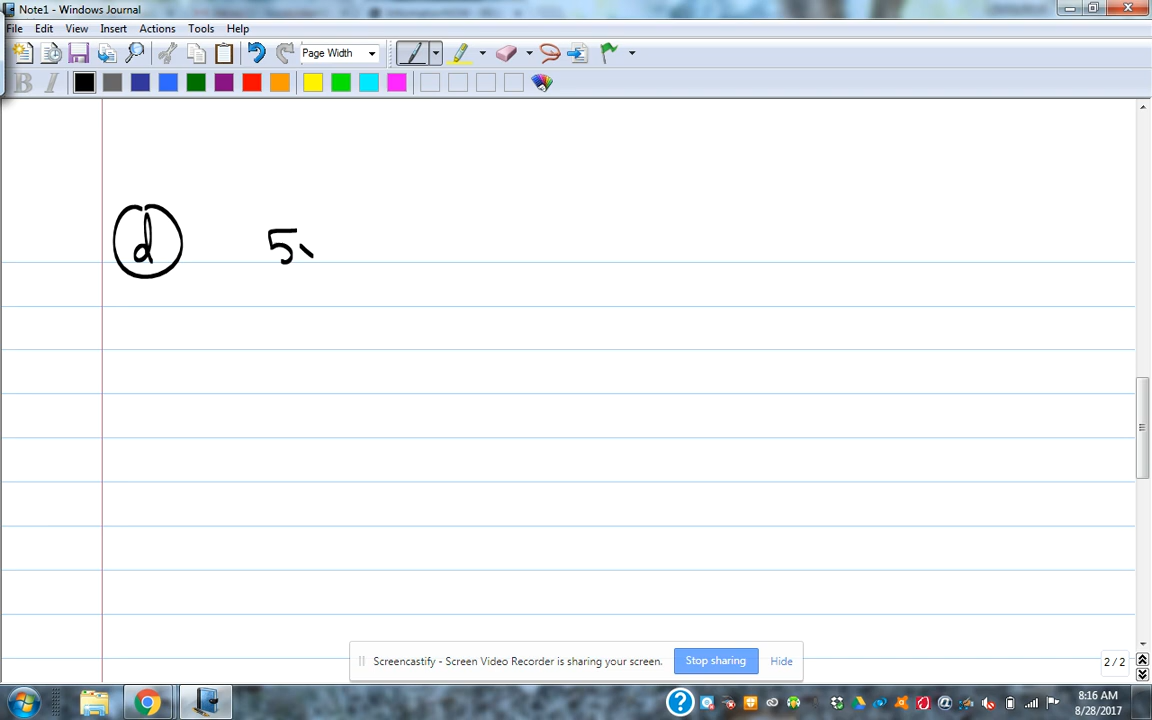 Note1 - Windows Journal
File Edit View Insert Actions Tools Help
Page Width
B I
d 5
Screencastify - Screen Video Recorder is sharing your screen. Stop sharing Hide
2/2
8:16 AM
8/28/2017